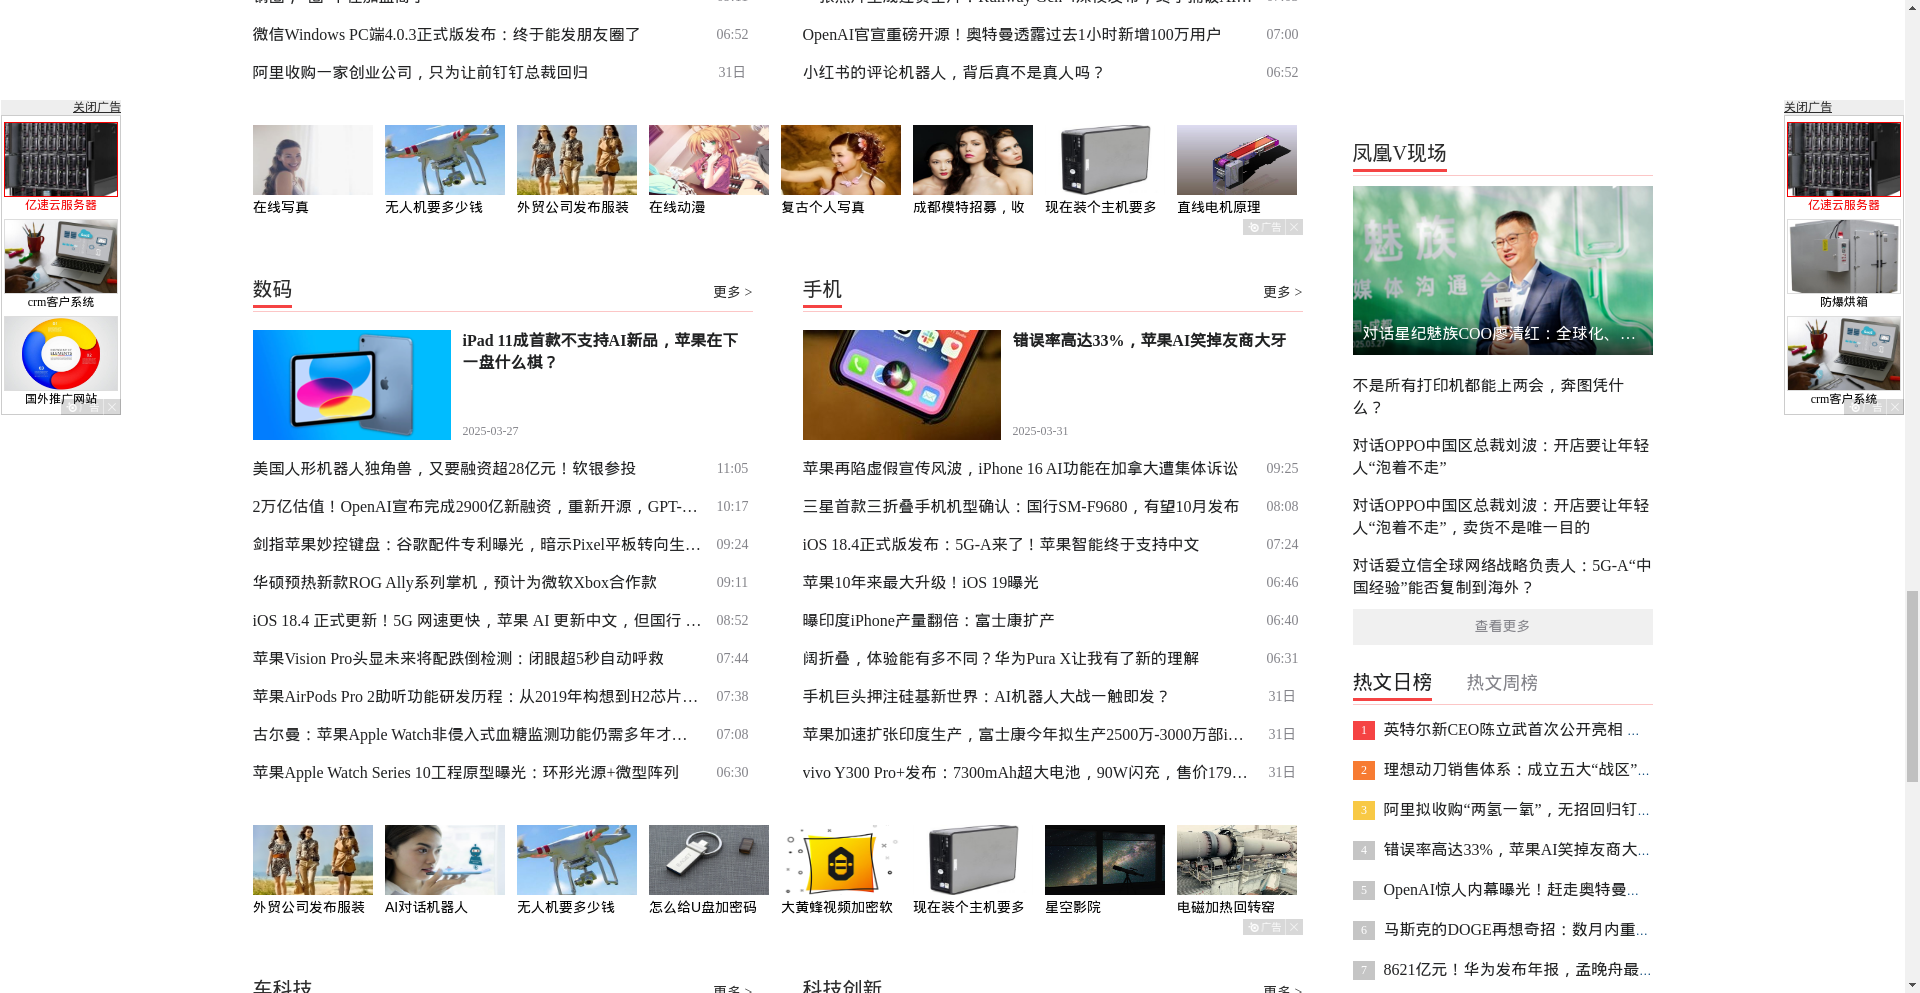 微信Windows PC端4.0.3正式版发布：终于能发朋友圈了 06:52
阿里收购一家创业公司，只为让前钉钉总裁回归 31日
OpenAI官宣重磅开源！奥特曼透露过去1小时新增100万用户 07:00
小红书的评论机器人，背后真不是真人吗？ 06:52
关闭广告
亿速云服务器
crm客户系统
国外推广网站
广告
在线写真
无人机要多少钱
外贸公司发布服装
在线动漫
复古个人写真
成都模特招募，收
现在装个主机要多
直线电机原理
广告
数码
更多 >
iPad 11成首款不支持AI新品，苹果在下
一盘什么棋？
2025-03-27
美国人形机器人独角兽，又要融资超28亿元！软银参投 11:05
2万亿估值！OpenAI宣布完成2900亿新融资，重新开源，GPT-… 10:17
剑指苹果妙控键盘：谷歌配件专利曝光，暗示Pixel平板转向生… 09:24
华硕预热新款ROG Ally系列掌机，预计为微软Xbox合作款 09:11
iOS 18.4 正式更新！5G 网速更快，苹果 AI 更新中文，但国行 … 08:52
苹果Vision Pro头显未来将配跌倒检测：闭眼超5秒自动呼救 07:44
苹果AirPods Pro 2助听功能研发历程：从2019年构想到H2芯片… 07:38
古尔曼：苹果Apple Watch非侵入式血糖监测功能仍需多年才… 07:08
苹果Apple Watch Series 10工程原型曝光：环形光源+微型阵列 06:30
手机
更多 >
错误率高达33%，苹果AI笑掉友商大牙
2025-03-31
苹果再陷虚假宣传风波，iPhone 16 AI功能在加拿大遭集体诉讼 09:25
三星首款三折叠手机机型确认：国行SM-F9680，有望10月发布 08:08
iOS 18.4正式版发布：5G-A来了！苹果智能终于支持中文 07:24
苹果10年来最大升级！iOS 19曝光 06:46
曝印度iPhone产量翻倍：富士康扩产 06:40
阔折叠，体验能有多不同？华为Pura X让我有了新的理解 06:31
手机巨头押注硅基新世界：AI机器人大战一触即发？ 31日
苹果加速扩张印度生产，富士康今年拟生产2500万-3000万部i… 31日
vivo Y300 Pro+发布：7300mAh超大电池，90W闪充，售价179… 31日
外贸公司发布服装
AI对话机器人
无人机要多少钱
怎么给U盘加密码
大黄蜂视频加密软
现在装个主机要多
星空影院
电磁加热回转窑
广告
车科技
更多 >
科技创新
更多 >
凤凰V现场
魅族
媒体沟通会
对话星纪魅族COO廖清红：全球化、…
不是所有打印机都能上两会，奔图凭什
么？
对话OPPO中国区总裁刘波：开店要让年轻
人“泡着不走”
对话OPPO中国区总裁刘波：开店要让年轻
人“泡着不走”，卖货不是唯一目的
对话爱立信全球网络战略负责人：5G-A“中
国经验”能否复制到海外？
查看更多
热文日榜
热文周榜
1 英特尔新CEO陈立武首次公开亮相 …
2 理想动刀销售体系：成立五大“战区”…
3 阿里拟收购“两氢一氧”，无招回归钉…
4 错误率高达33%，苹果AI笑掉友商大…
5 OpenAI惊人内幕曝光！赶走奥特曼…
6 马斯克的DOGE再想奇招：数月内重…
7 8621亿元！华为发布年报，孟晚舟最…
关闭广告
亿速云服务器
防爆烘箱
crm客户系统
广告